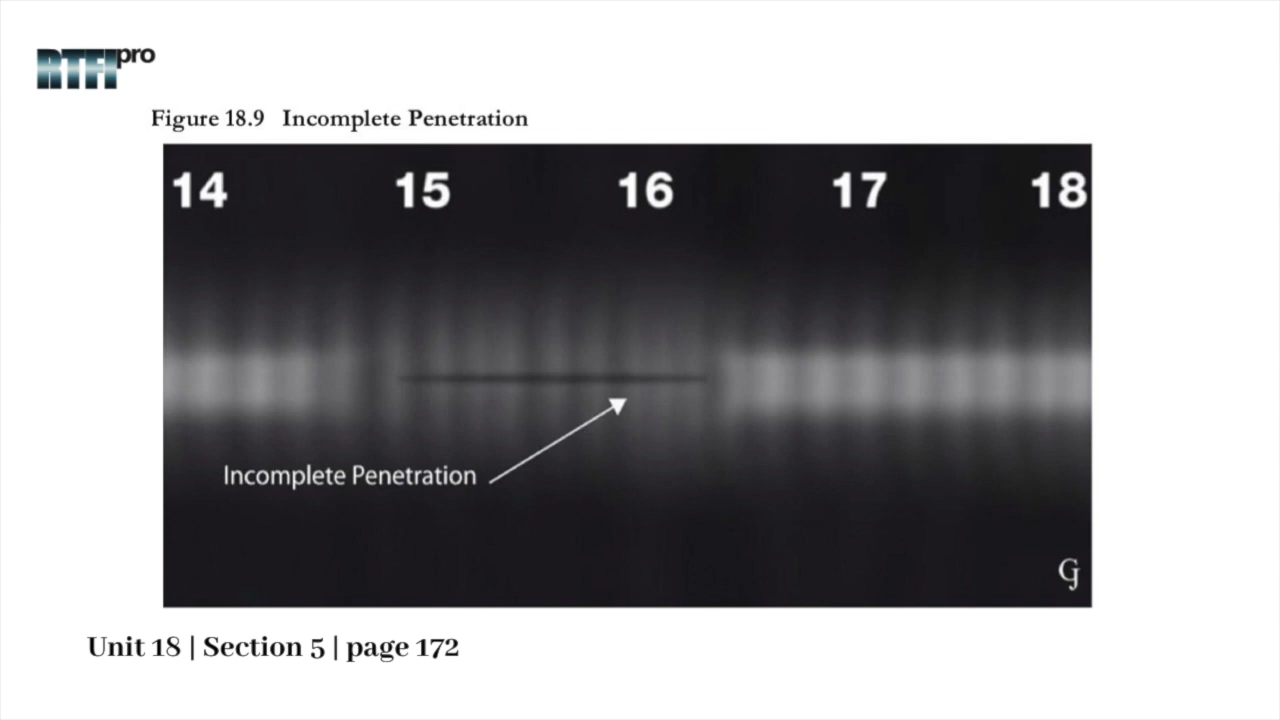 RTFI pro
Figure 18.9 Incomplete Penetration
14 15 16 17 18
Incomplete Penetration
G
Unit 18 | Section 5 | page 172